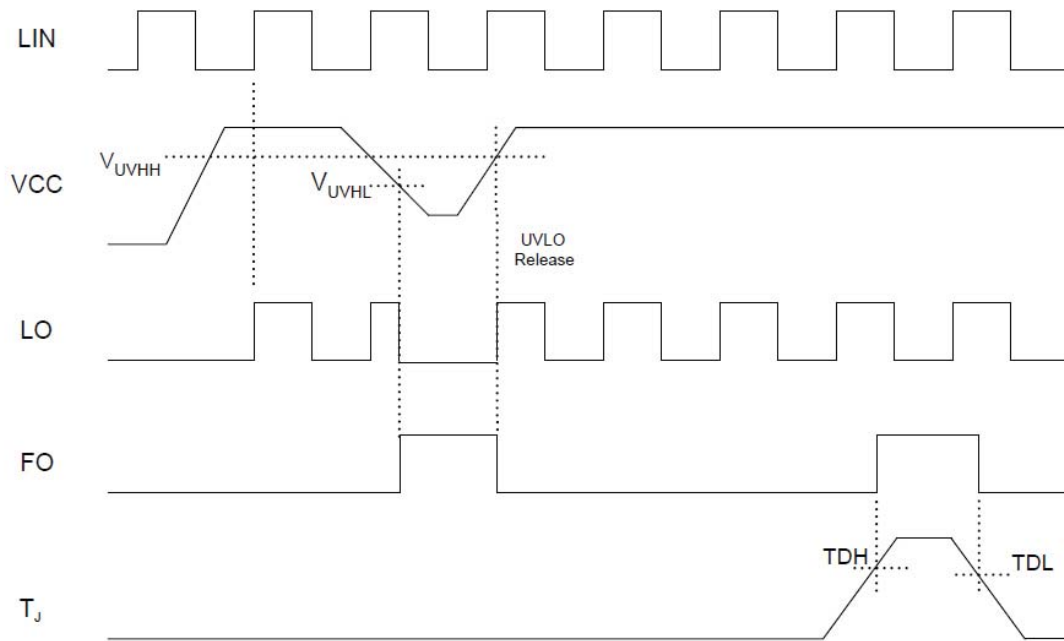 LIN
V_UVHH
VCC
V_UVHL
UVLO
Release
LO
FO
TDH
TDL
T_J